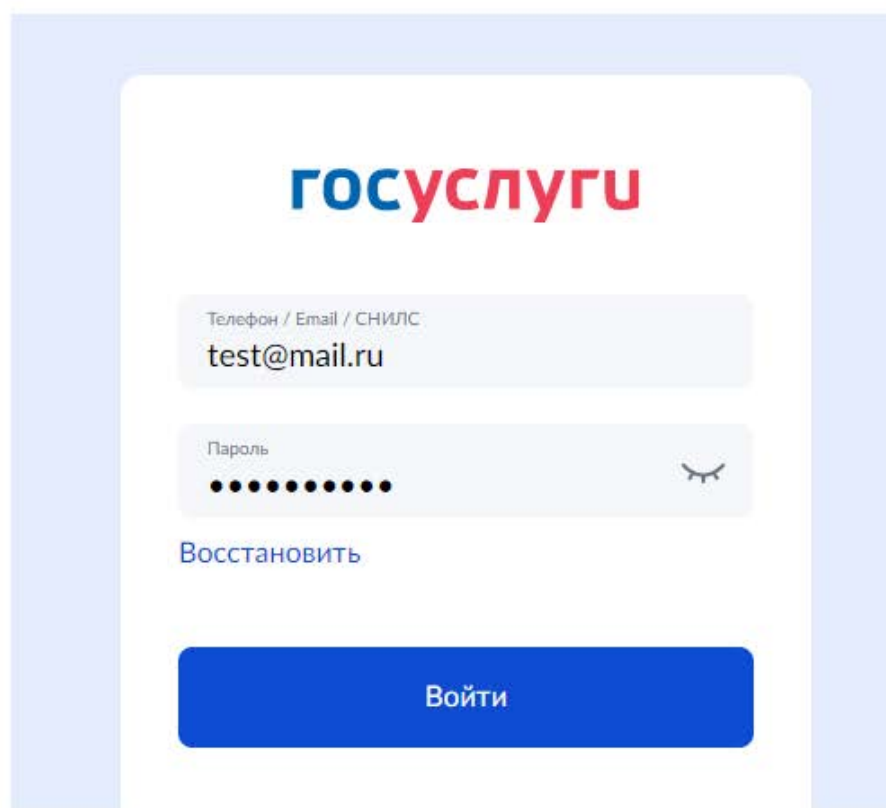 госуслуги
Телефон / Email / СНИЛС
test@mail.ru
Пароль
••••••••••
Восстановить
Войти